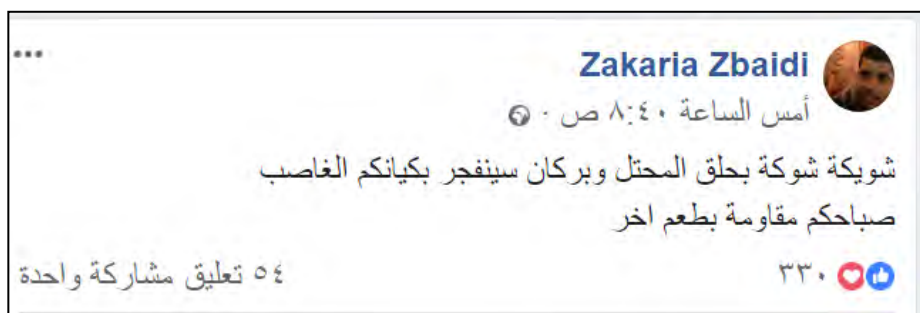 Zakaria Zbaidi
أمس الساعة ٨:٤٠ ص ·
شويكة شوكة بحلق المحتل وبركان سينفجر بكيانكم الغاصب
صباحكم مقاومة بطعم اخر
٣٣٠
٥٤ تعليق مشاركة واحدة